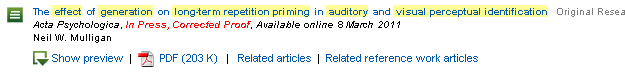 The effect of generation on long-term repetition priming in auditory and visual perceptual identification Original Resea
Acta Psychologica, In Press, Corrected Proof, Available online 8 March 2011
Neil W. Mulligan
Show preview | PDF (203 K) | Related articles | Related reference work articles